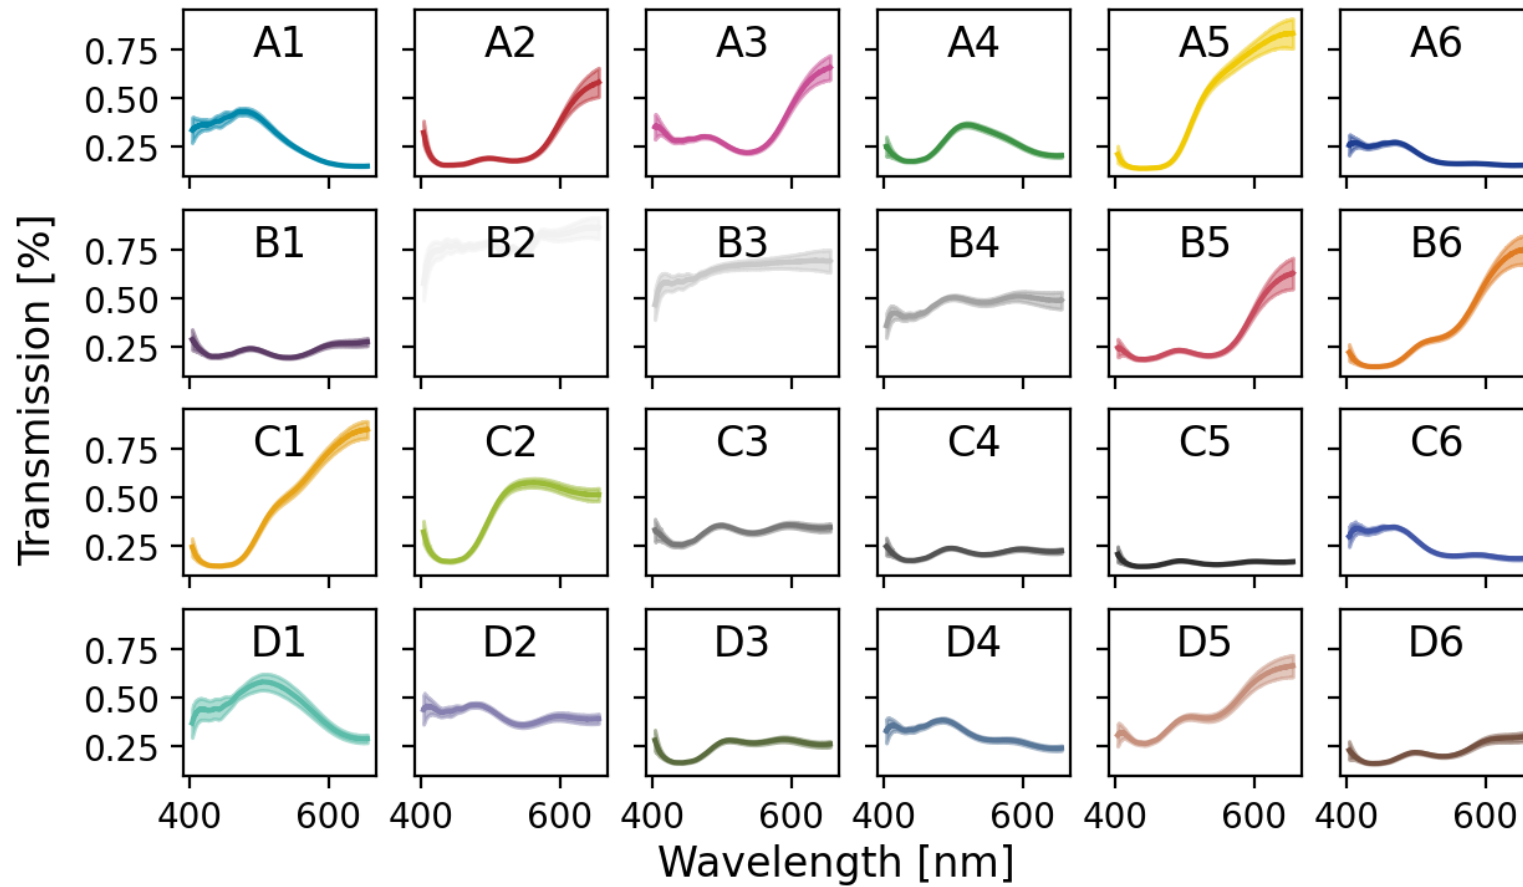 A1 A2 A3 A4 A5 A6
0.75
0.50
0.25
B1 B2 B3 B4 B5 B6
0.75
0.50
0.25
C1 C2 C3 C4 C5 C6
0.75
0.50
0.25
D1 D2 D3 D4 D5 D6
0.75
0.50
0.25
400 600 400 600 400 600 400 600 400 600 400 600
Transmission [%]
Wavelength [nm]